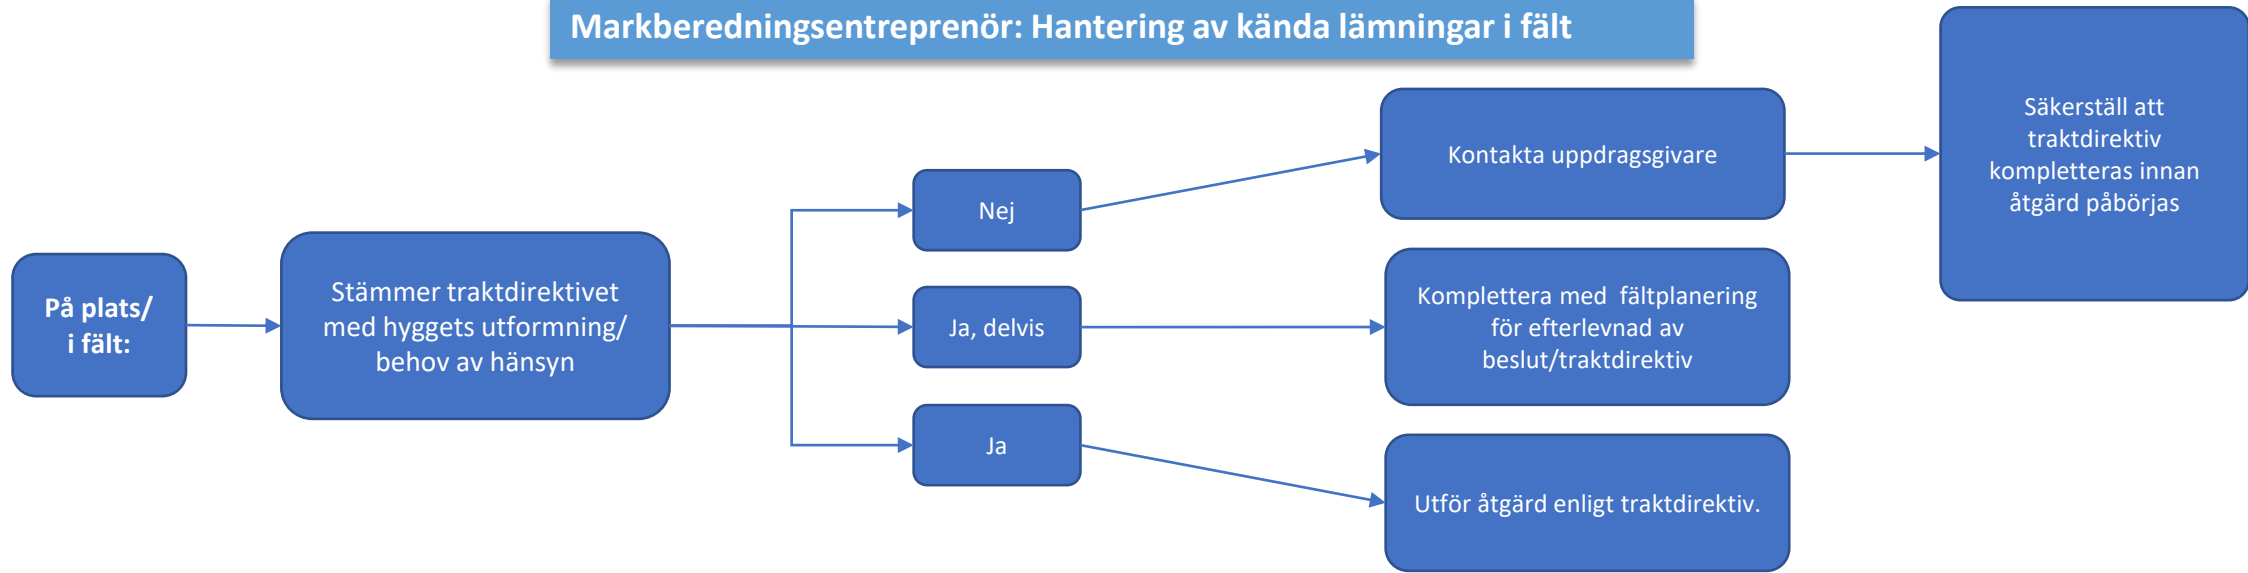 Markberedningsentreprenör: Hantering av kända lämningar i fält
På plats/
i fält:
Stämmer traktdirektivet
med hyggets utformning/
behov av hänsyn
Nej
Ja, delvis
Ja
Kontakta uppdragsgivare
Komplettera med fältplanering
för efterlevnad av
beslut/traktdirektiv
Utför åtgärd enligt traktdirektiv.
Säkerställ att
traktdirektiv
kompletteras innan
åtgärd påbörjas